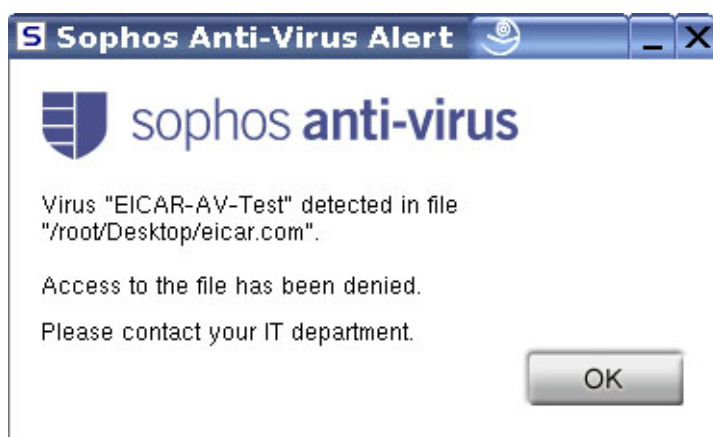 S Sophos Anti-Virus Alert
sophos anti-virus
Virus "EICAR-AV-Test" detected in file
"/root/Desktop/eicar.com".
Access to the file has been denied.
Please contact your IT department.
OK